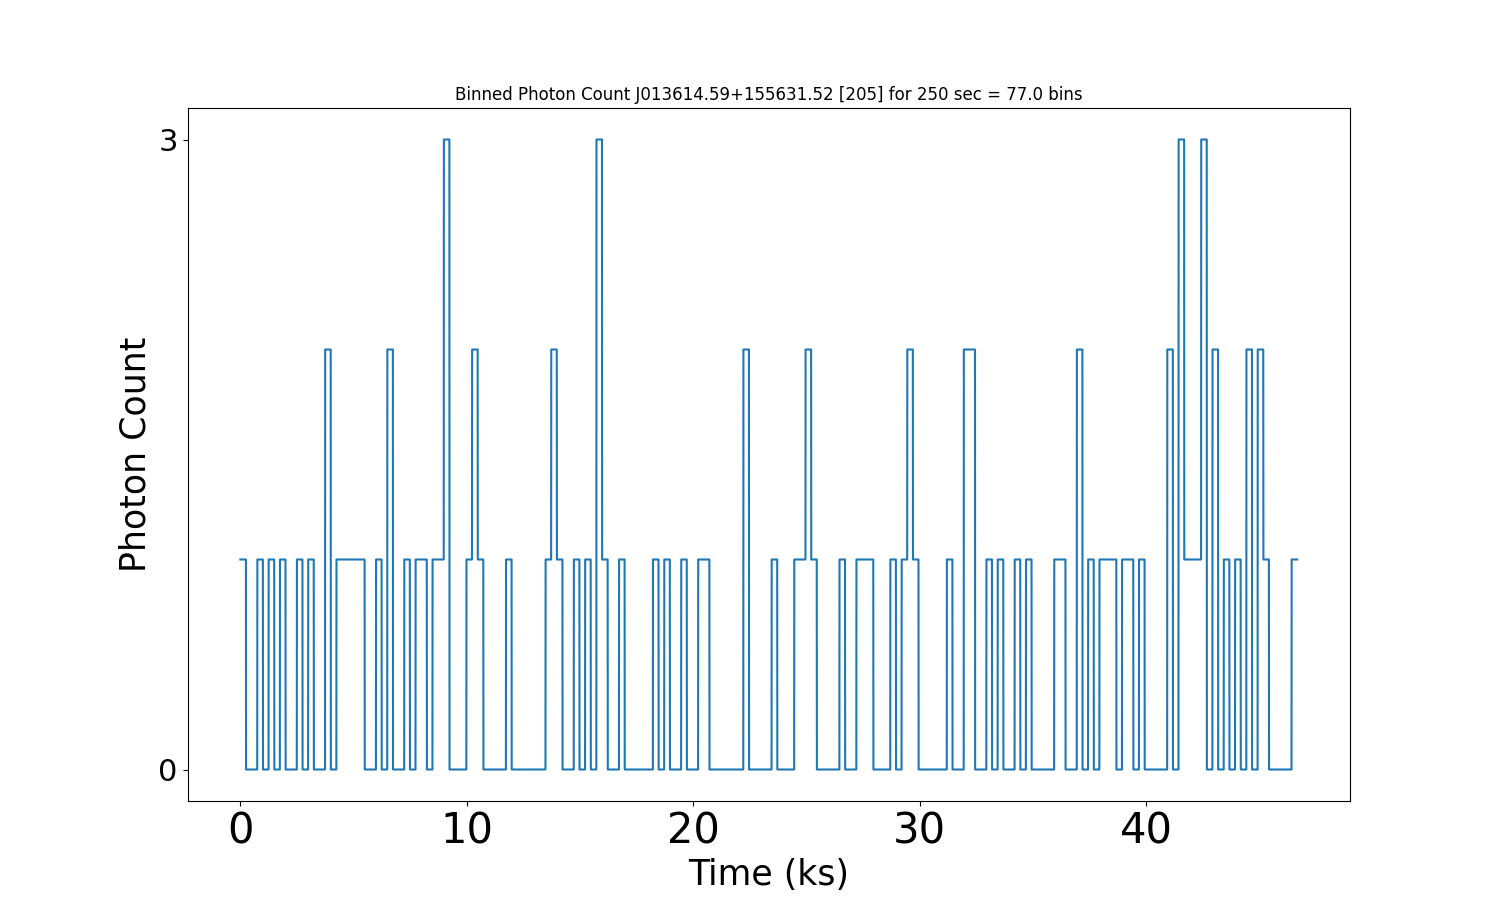 Binned Photon Count J013614.59+155631.52 [205] for 250 sec = 77.0 bins
3
Photon Count
0
0 10 20 30 40
Time (ks)